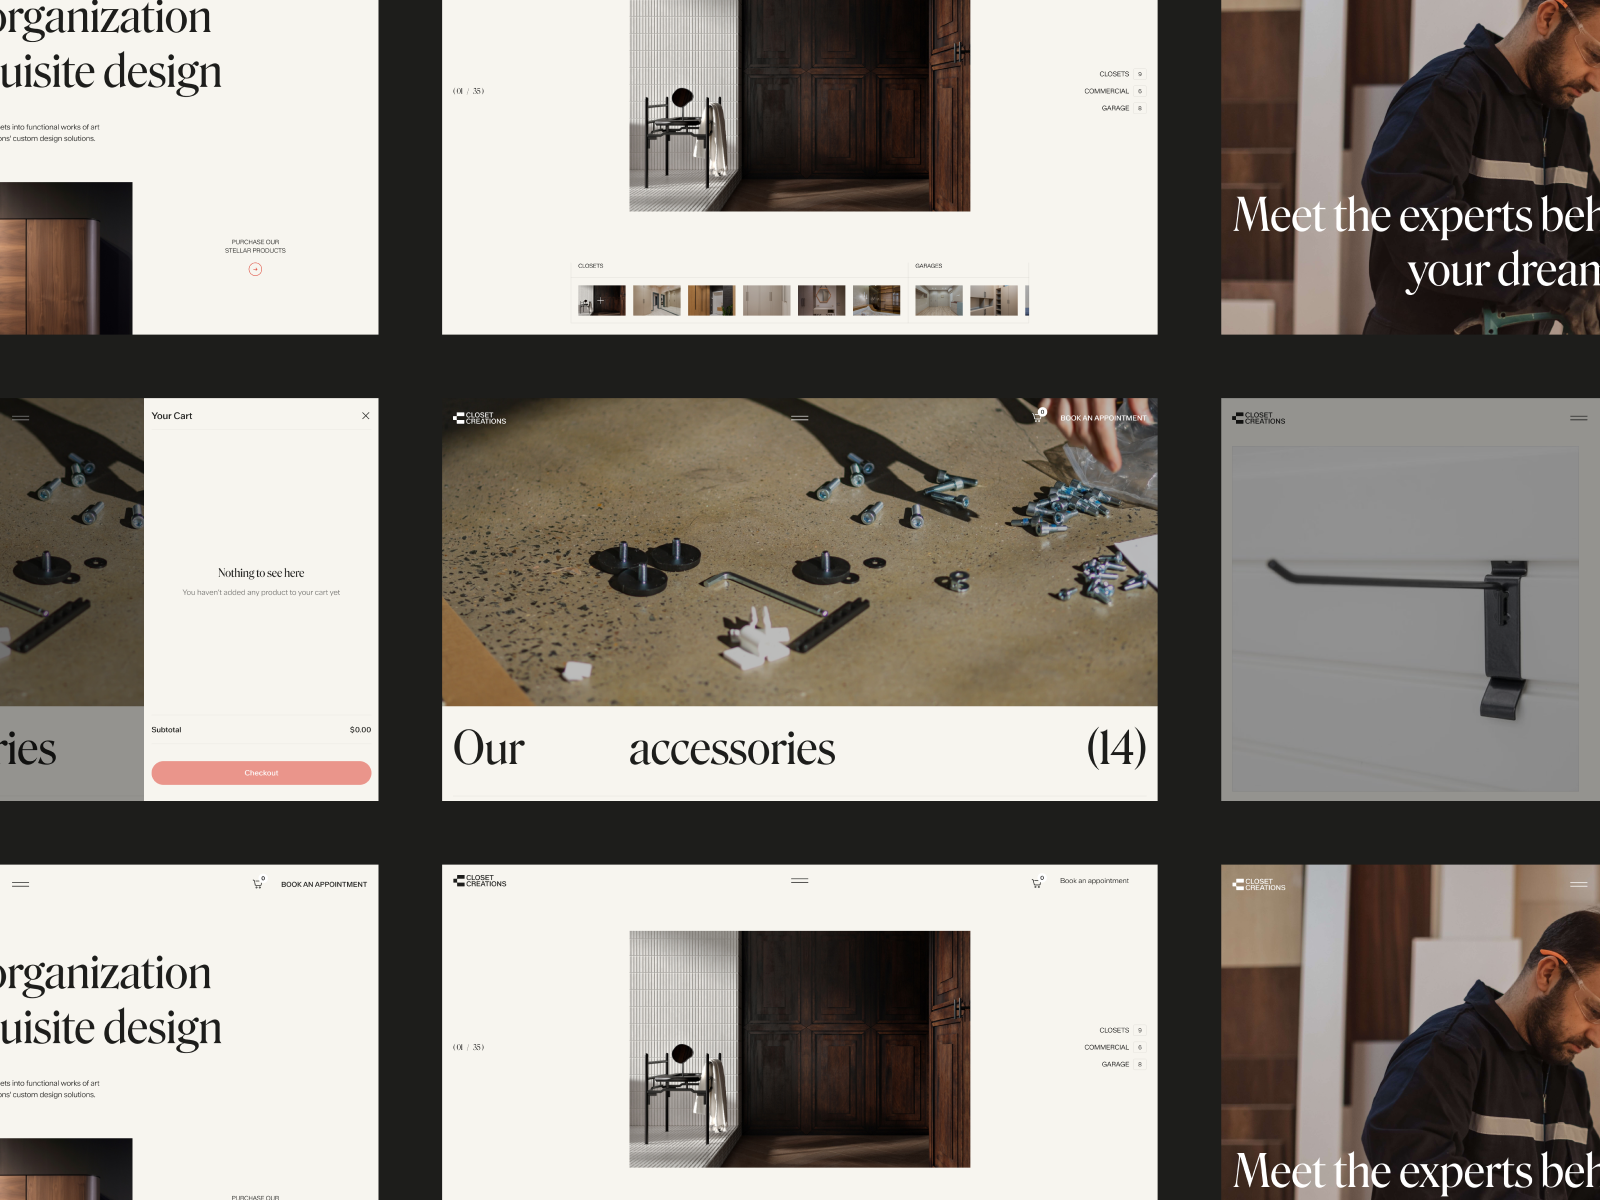 organization
uisite design
ets into functional works of art
ons' custom design solutions.
PURCHASE OUR
STELLAR PRODUCTS
(01 / 35)
CLOSETS 9
COMMERCIAL 6
GARAGE 8
CLOSETS
GARAGES
Meet the experts beh
your dream
Your Cart
Nothing to see here
You haven't added any product to your cart yet
Subtotal $0.00
Checkout
ries
CLOSET
CREATIONS
0
BOOK AN APPOINTMENT
Our accessories (14)
CLOSET
CREATIONS
0
BOOK AN APPOINTMENT
organization
uisite design
ets into functional works of art
ons' custom design solutions.
PURCHASE OUR
CLOSET
CREATIONS
0
Book an appointment
(01 / 35)
CLOSETS 9
COMMERCIAL 6
GARAGE 8
CLOSET
CREATIONS
Meet the experts beh